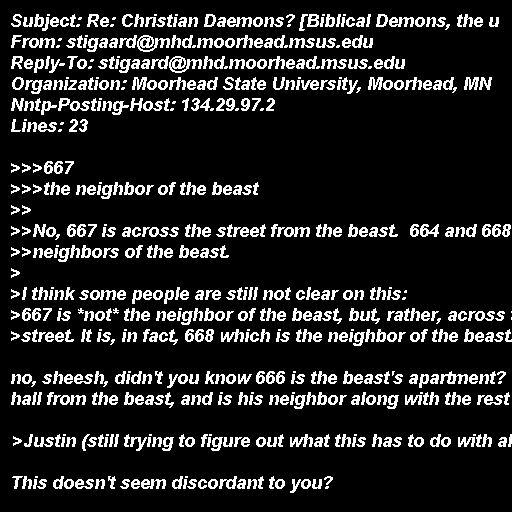 Subject: Re: Christian Daemons? [Biblical Demons, the u
From: stigaard@mhd.moorhead.msus.edu
Reply-To: stigaard@mhd.moorhead.msus.edu
Organization: Moorhead State University, Moorhead, MN
Nntp-Posting-Host: 134.29.97.2
Lines: 23

>>>667
>>>the neighbor of the beast
>>
>>No, 667 is across the street from the beast.  664 and 668
>>neighbors of the beast.
>
>I think some people are still not clear on this:
>667 is *not* the neighbor of the beast, but, rather, across
>street. It is, in fact, 668 which is the neighbor of the beast.

no, sheesh, didn't you know 666 is the beast's apartment?
hall from the beast, and is his neighbor along with the rest

>Justin (still trying to figure out what this has to do with al

This doesn't seem discordant to you?